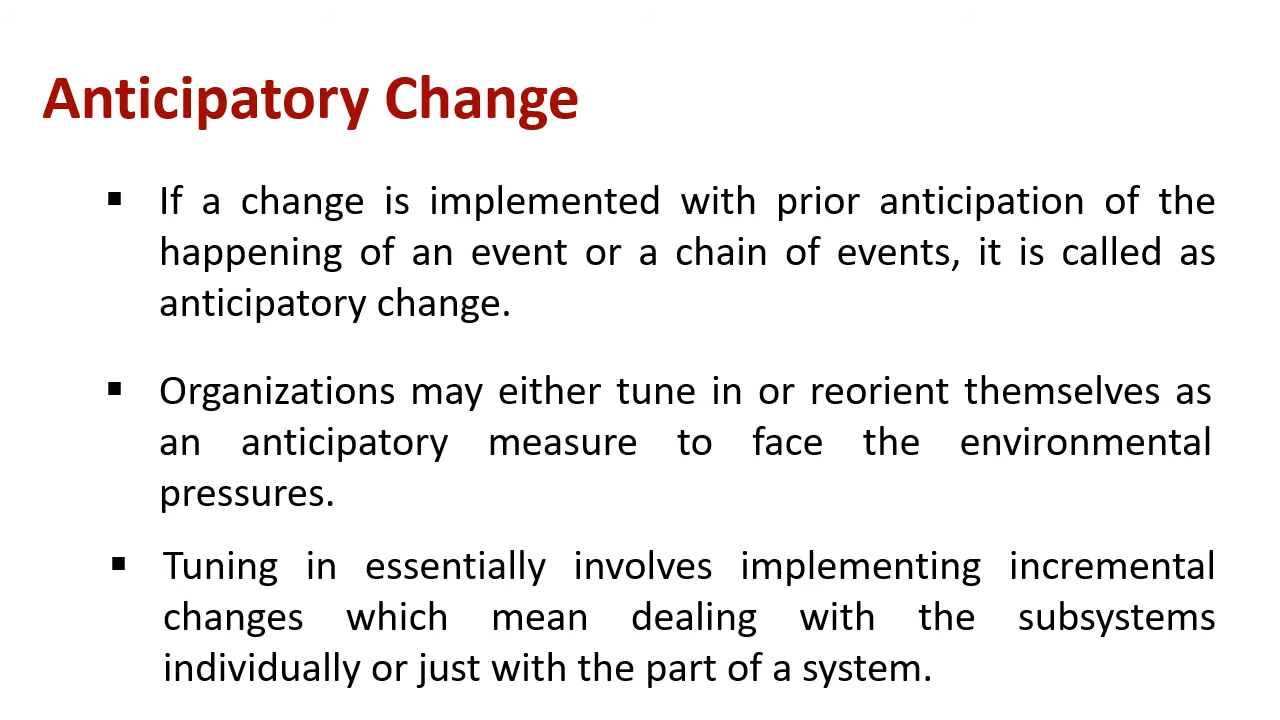 Anticipatory Change
▪ If a change is implemented with prior anticipation of the
happening of an event or a chain of events, it is called as
anticipatory change.
▪ Organizations may either tune in or reorient themselves as
an anticipatory measure to face the environmental
pressures.
▪ Tuning in essentially involves implementing incremental
changes which mean dealing with the subsystems
individually or just with the part of a system.